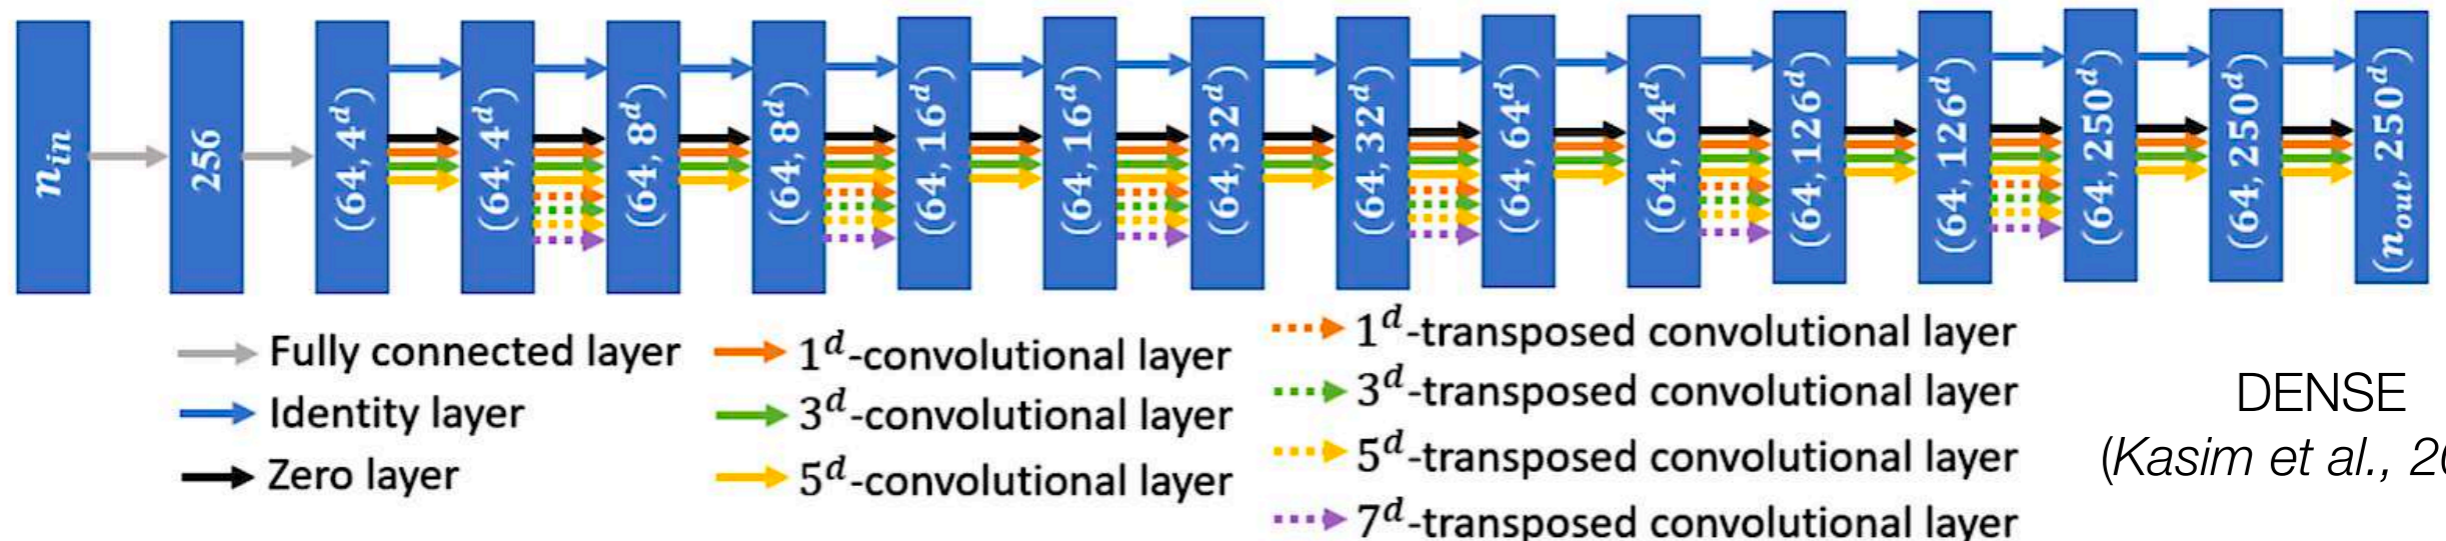 n_in
256
(64, 4^d)
(64, 4^d)
(64, 8^d)
(64, 8^d)
(64, 16^d)
(64, 16^d)
(64, 32^d)
(64, 32^d)
(64, 64^d)
(64, 64^d)
(64, 126^d)
(64, 126^d)
(64, 250^d)
(64, 250^d)
(n_out, 250^d)
Fully connected layer
Identity layer
Zero layer
1^d-convolutional layer
3^d-convolutional layer
5^d-convolutional layer
1^d-transposed convolutional layer
3^d-transposed convolutional layer
5^d-transposed convolutional layer
7^d-transposed convolutional layer
DENSE
(Kasim et al.,